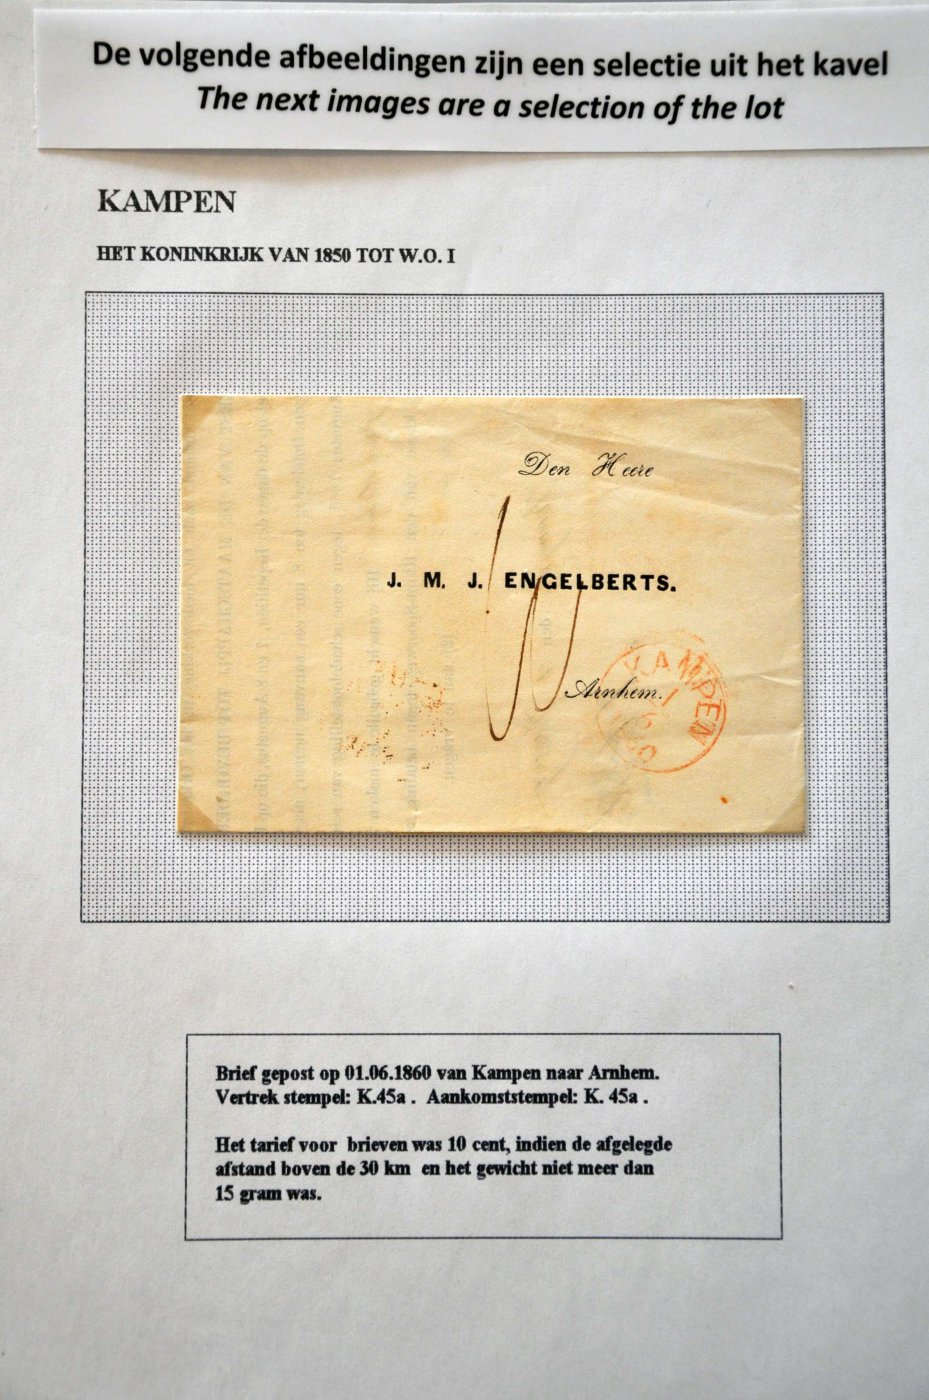 De volgende afbeeldingen zijn een selectie uit het kavel
The next images are a selection of the lot
KAMPEN
HET KONINKRIJK VAN 1850 TOT W.O. I
Den Heere
J. M. J. ENGELBERTS.
10
Arnhem.
KAMPEN
Brief gepost op 01.06.1860 van Kampen naar Arnhem.
Vertrek stempel: K.45a . Aankomststempel: K. 45a .
Het tarief voor brieven was 10 cent, indien de afgelegde
afstand boven de 30 km en het gewicht niet meer dan
15 gram was.